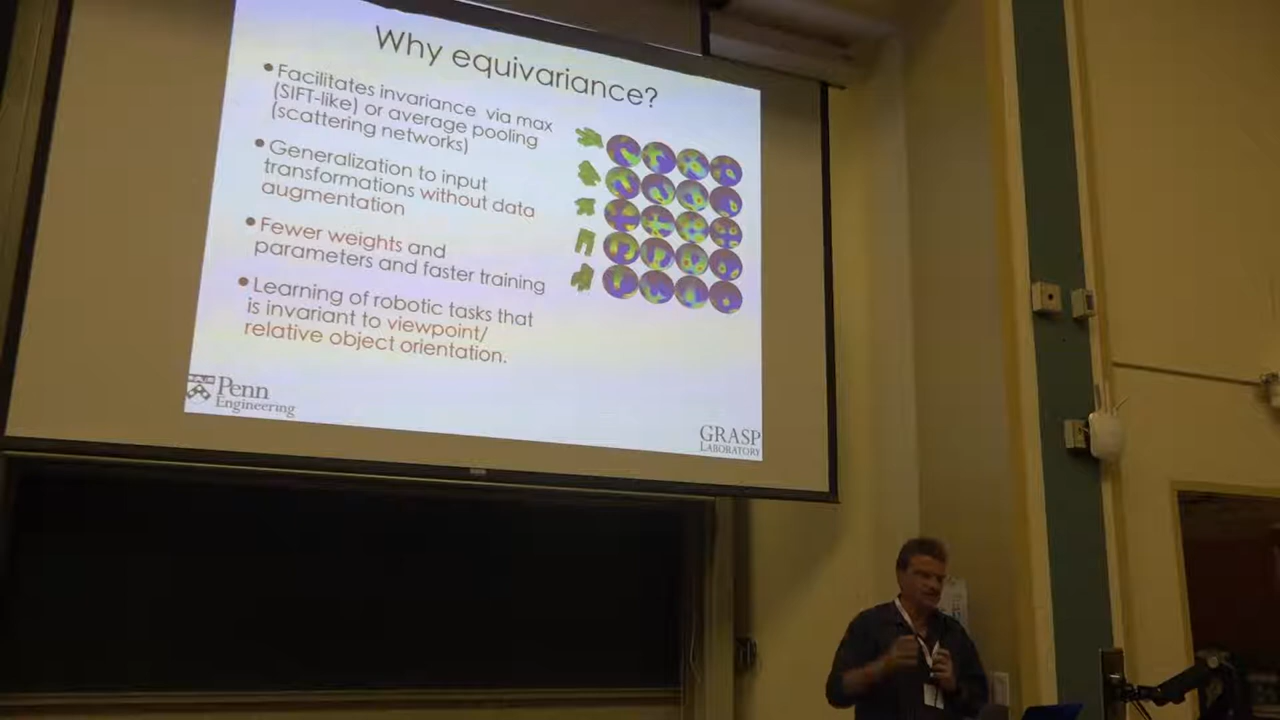 Why equivariance?
•Facilitates invariance via max
(SIFT-like) or average pooling
(scattering networks)
•Generalization to input
transformations without data
augmentation
•Fewer weights and
parameters and faster training
•Learning of robotic tasks that
is invariant to viewpoint/
relative object orientation.
Penn
Engineering
GRASP
LABORATORY